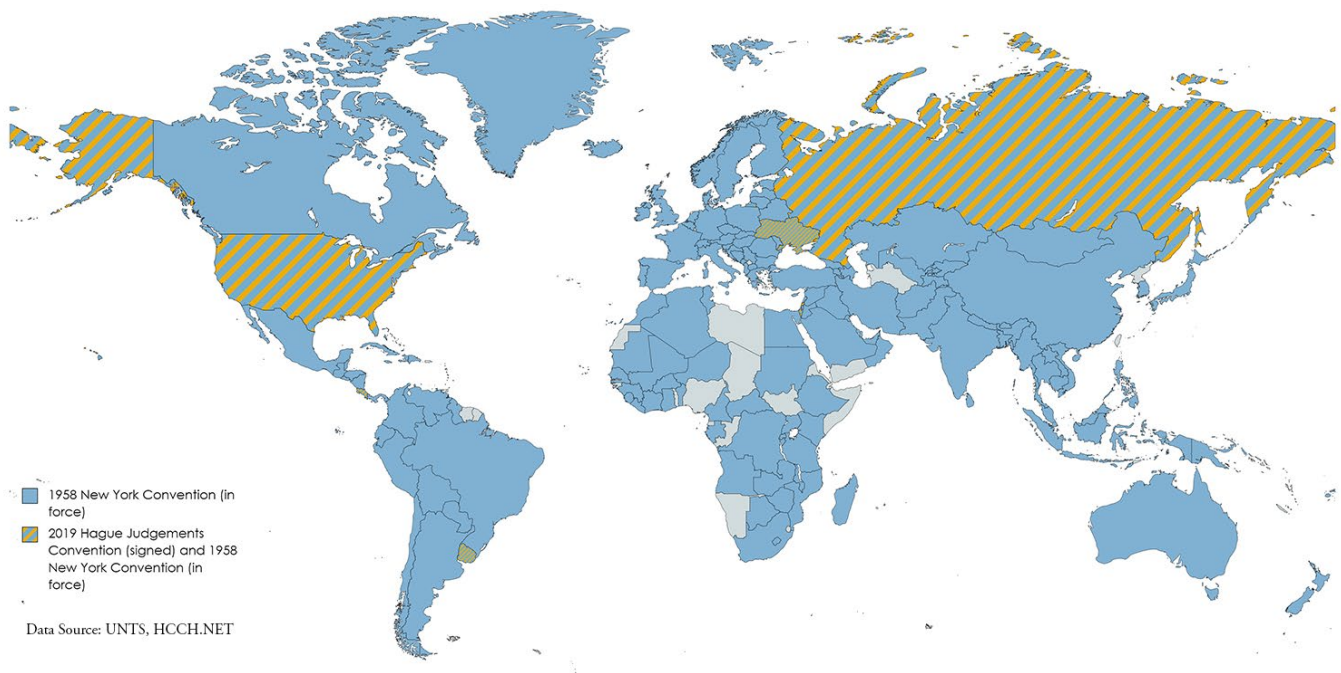 1958 New York Convention (in
force)
2019 Hague Judgements
Convention (signed) and 1958
New York Convention (in
force)
Data Source: UNTS, HCCH.NET